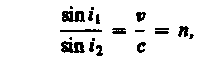 sin i₁ / sin i₂ = v / c = n,